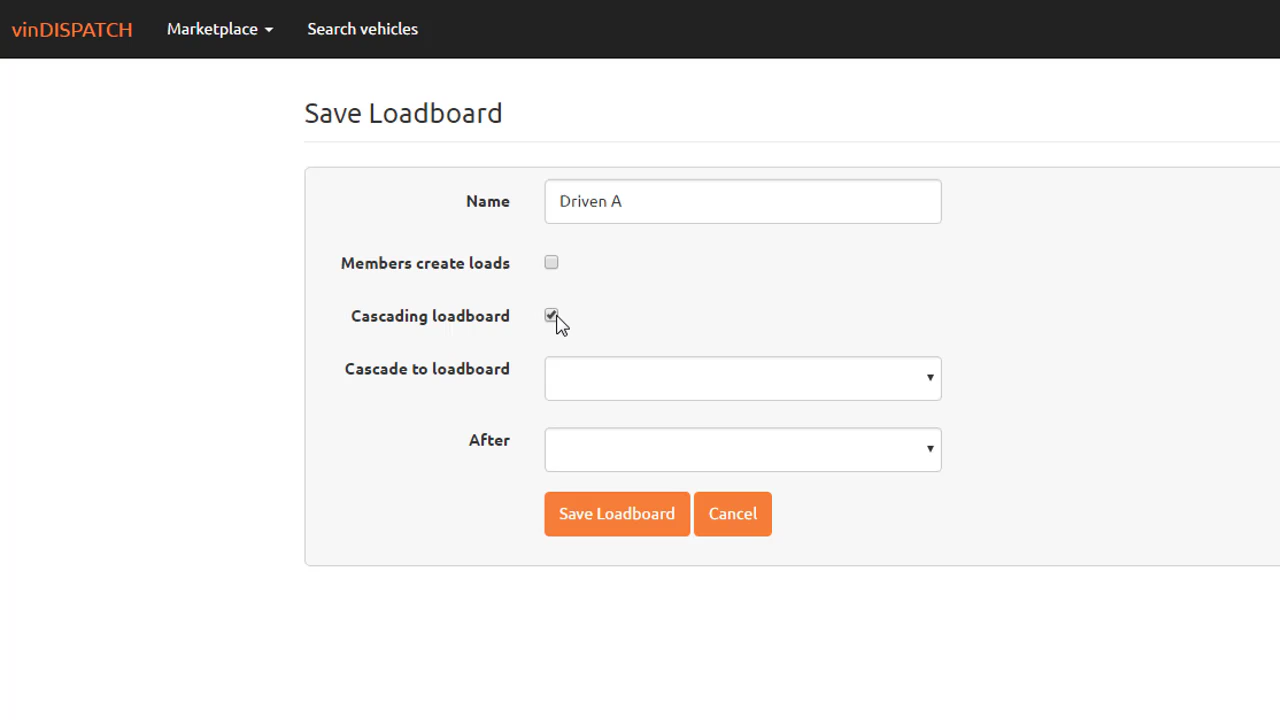 vinDISPATCH Marketplace Search vehicles
Save Loadboard
Name Driven A
Members create loads
Cascading loadboard
Cascade to loadboard
After
Save Loadboard Cancel